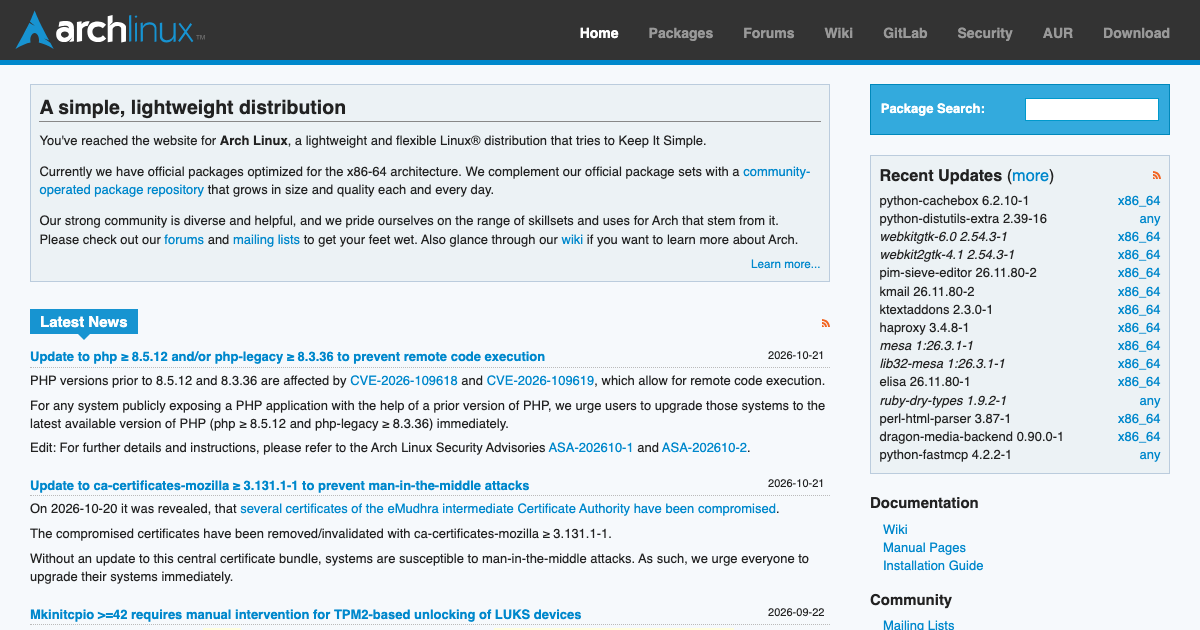 archlinux™
Home Packages Forums Wiki GitLab Security AUR Download
A simple, lightweight distribution
You've reached the website for Arch Linux, a lightweight and flexible Linux® distribution that tries to Keep It Simple.
Currently we have official packages optimized for the x86-64 architecture. We complement our official package sets with a community-
operated package repository that grows in size and quality each and every day.
Our strong community is diverse and helpful, and we pride ourselves on the range of skillsets and uses for Arch that stem from it.
Please check out our forums and mailing lists to get your feet wet. Also glance through our wiki if you want to learn more about Arch.
Learn more...
Latest News
Update to php ≥ 8.5.12 and/or php-legacy ≥ 8.3.36 to prevent remote code execution 2026-10-21
PHP versions prior to 8.5.12 and 8.3.36 are affected by CVE-2026-109618 and CVE-2026-109619, which allow for remote code execution.
For any system publicly exposing a PHP application with the help of a prior version of PHP, we urge users to upgrade those systems to the
latest available version of PHP (php ≥ 8.5.12 and php-legacy ≥ 8.3.36) immediately.
Edit: For further details and instructions, please refer to the Arch Linux Security Advisories ASA-202610-1 and ASA-202610-2.
Update to ca-certificates-mozilla ≥ 3.131.1-1 to prevent man-in-the-middle attacks 2026-10-21
On 2026-10-20 it was revealed, that several certificates of the eMudhra intermediate Certificate Authority have been compromised.
The compromised certificates have been removed/invalidated with ca-certificates-mozilla ≥ 3.131.1-1.
Without an update to this central certificate bundle, systems are susceptible to man-in-the-middle attacks. As such, we urge everyone to
upgrade their systems immediately.
Mkinitcpio >=42 requires manual intervention for TPM2-based unlocking of LUKS devices 2026-09-22
Package Search:
Recent Updates (more)
python-cachebox 6.2.10-1 x86_64
python-distutils-extra 2.39-16 any
webkitgtk-6.0 2.54.3-1 x86_64
webkit2gtk-4.1 2.54.3-1 x86_64
pim-sieve-editor 26.11.80-2 x86_64
kmail 26.11.80-2 x86_64
ktextaddons 2.3.0-1 x86_64
haproxy 3.4.8-1 x86_64
mesa 1:26.3.1-1 x86_64
lib32-mesa 1:26.3.1-1 x86_64
elisa 26.11.80-1 x86_64
ruby-dry-types 1.9.2-1 any
perl-html-parser 3.87-1 x86_64
dragon-media-backend 0.90.0-1 x86_64
python-fastmcp 4.2.2-1 any
Documentation
Wiki
Manual Pages
Installation Guide
Community
Mailing Lists